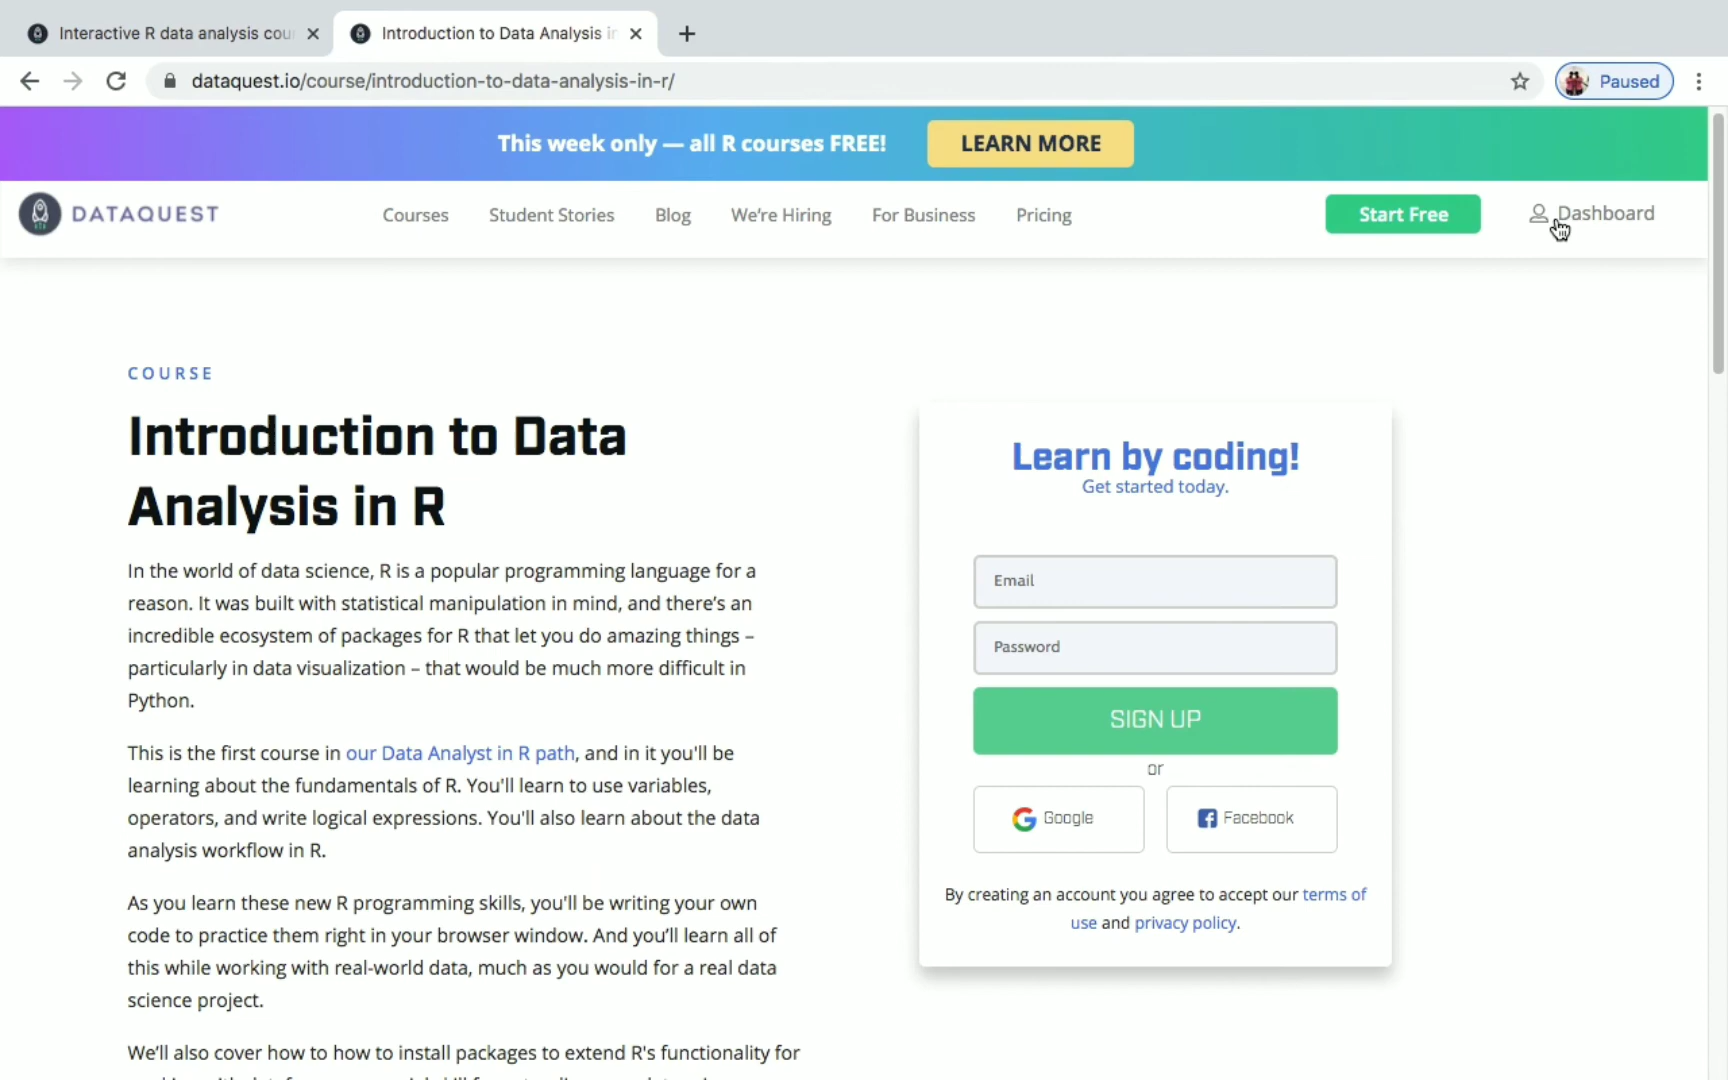 Interactive R data analysis cou
Introduction to Data Analysis in
dataquest.io/course/introduction-to-data-analysis-in-r/
Paused
This week only — all R courses FREE!
LEARN MORE
DATAQUEST
Courses
Student Stories
Blog
We're Hiring
For Business
Pricing
Start Free
Dashboard
COURSE
Introduction to Data
Analysis in R
In the world of data science, R is a popular programming language for a
reason. It was built with statistical manipulation in mind, and there's an
incredible ecosystem of packages for R that let you do amazing things –
particularly in data visualization – that would be much more difficult in
Python.
This is the first course in our Data Analyst in R path, and in it you'll be
learning about the fundamentals of R. You'll learn to use variables,
operators, and write logical expressions. You'll also learn about the data
analysis workflow in R.
As you learn these new R programming skills, you'll be writing your own
code to practice them right in your browser window. And you'll learn all of
this while working with real-world data, much as you would for a real data
science project.
We'll also cover how to how to install packages to extend R's functionality for
Learn by coding!
Get started today.
Email
Password
SIGN UP
or
Google
Facebook
By creating an account you agree to accept our terms of
use and privacy policy.